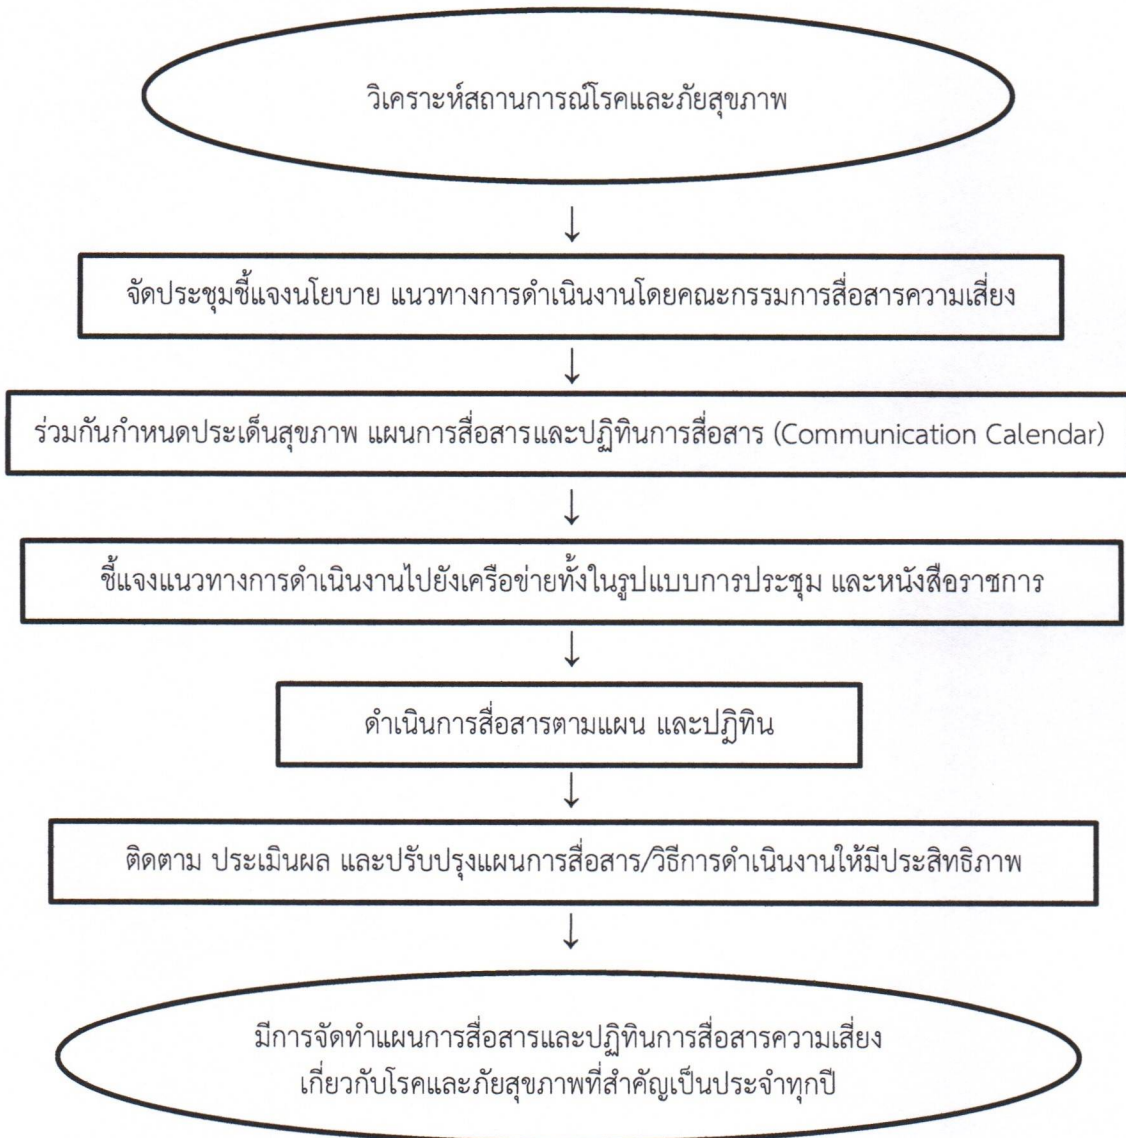 วิเคราะห์สถานการณ์โรคและภัยสุขภาพ
จัดประชุมชี้แจงนโยบาย แนวทางการดำเนินงานโดยคณะกรรมการสื่อสารความเสี่ยง
ร่วมกันกำหนดประเด็นสุขภาพ แผนการสื่อสารและปฏิทินการสื่อสาร (Communication Calendar)
ชี้แจงแนวทางการดำเนินงานไปยังเครือข่ายทั้งในรูปแบบการประชุม และหนังสือราชการ
ดำเนินการสื่อสารตามแผน และปฏิทิน
ติดตาม ประเมินผล และปรับปรุงแผนการสื่อสาร/วิธีการดำเนินงานให้มีประสิทธิภาพ
มีการจัดทำแผนการสื่อสารและปฏิทินการสื่อสารความเสี่ยง
เกี่ยวกับโรคและภัยสุขภาพที่สำคัญเป็นประจำทุกปี